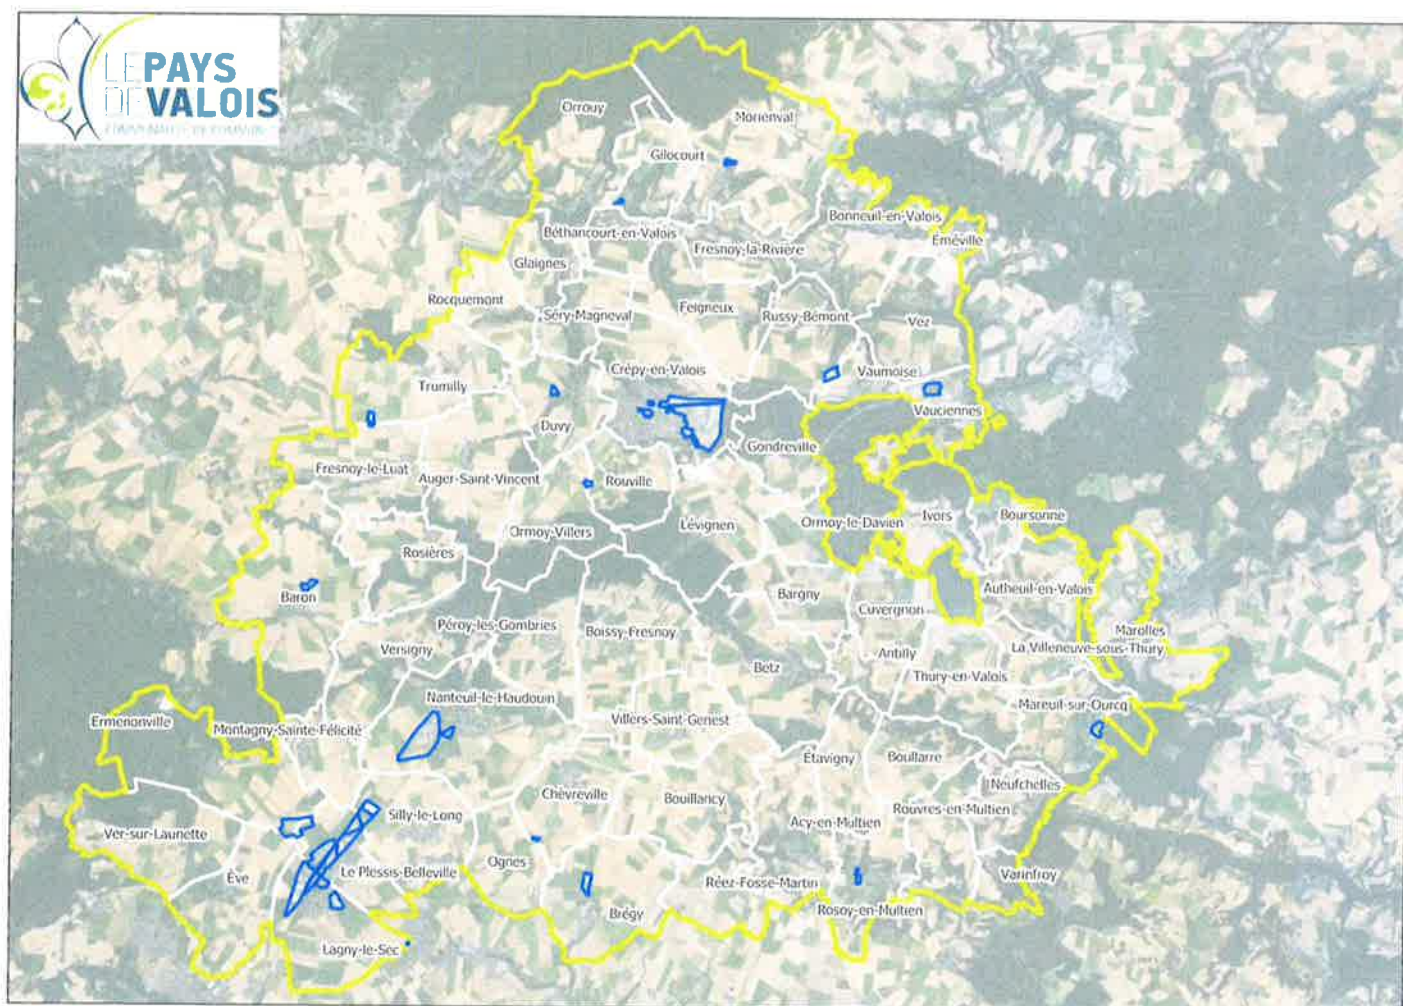 LE PAYS
DE VALOIS
Orrouy
Morienval
Gilocourt
Bonneuil-en-Valois
Béthancourt-en-Valois
Éméville
Fresnoy-la-Rivière
Glaignes
Rocquemont
Séry-Magneval
Feigneux
Russy-Bémont
Vez
Crépy-en-Valois
Vaumoise
Trumilly
Vauciennes
Duvy
Gondreville
Fresnoy-le-Luat
Auger-Saint-Vincent
Rouville
Ivors
Boursonne
Lévignen
Ormoy-le-Davien
Ormoy-Villers
Rosières
Autheuil-en-Valois
Baron
Bargny
Cuvergnon
Péroy-les-Gombries
Boissy-Fresnoy
Marolles
Versigny
Antilly
La Villeneuve-sous-Thury
Betz
Thury-en-Valois
Nanteuil-le-Haudouin
Mareuil-sur-Ourcq
Ermenonville
Montagny-Sainte-Félicité
Villers-Saint-Genest
Étavigny
Boullarre
Neufchelles
Chèvreville
Bouillancy
Rouvres-en-Multien
Silly-le-Long
Acy-en-Multien
Ver-sur-Launette
Ognes
Le Plessis-Belleville
Ève
Réez-Fosse-Martin
Varinfroy
Brégy
Rosoy-en-Multien
Lagny-le-Sec